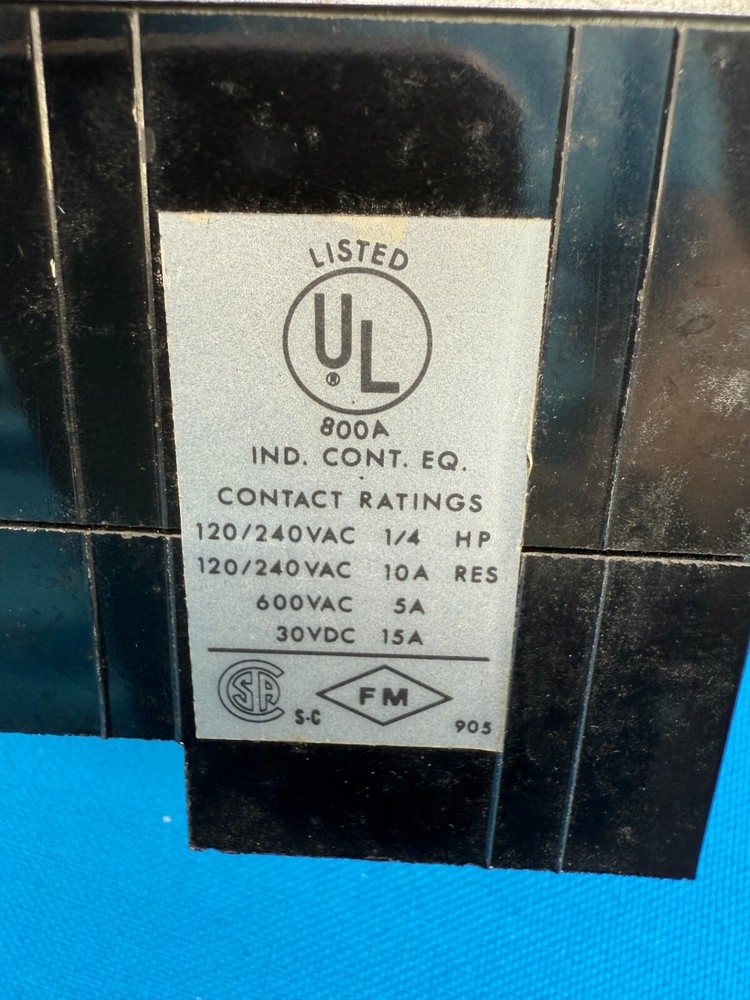 LISTED
UL
®
800A
IND. CONT. EQ.
CONTACT RATINGS
120/240VAC 1/4 HP
120/240VAC 10A RES
600VAC 5A
30VDC 15A
CSA S-C FM 905